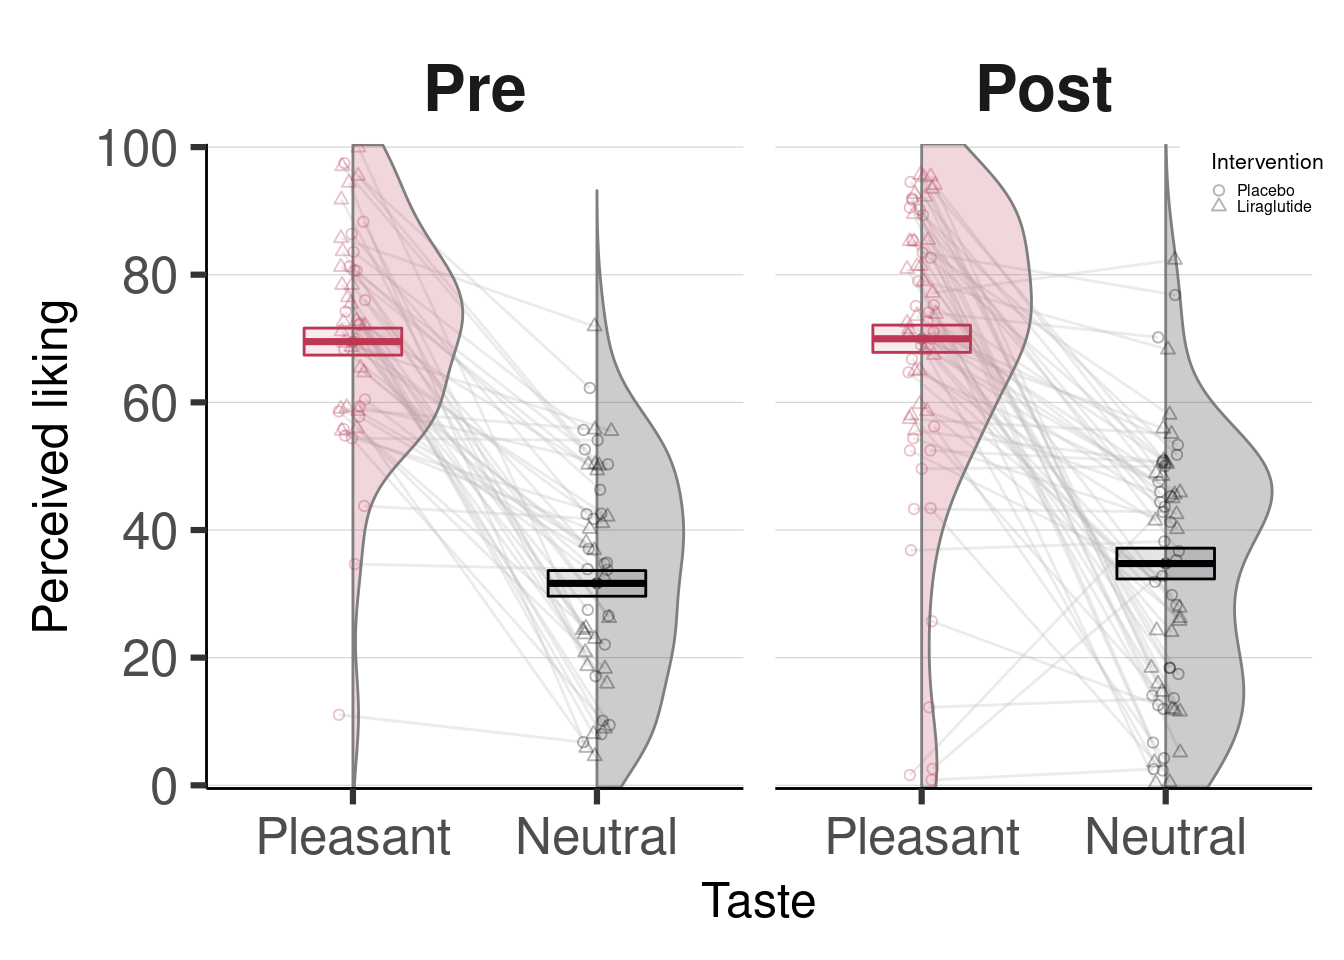 Pre
Post
Perceived liking
100
80
60
40
20
0
Intervention
Placebo
Liraglutide
Pleasant
Neutral
Pleasant
Neutral
Taste